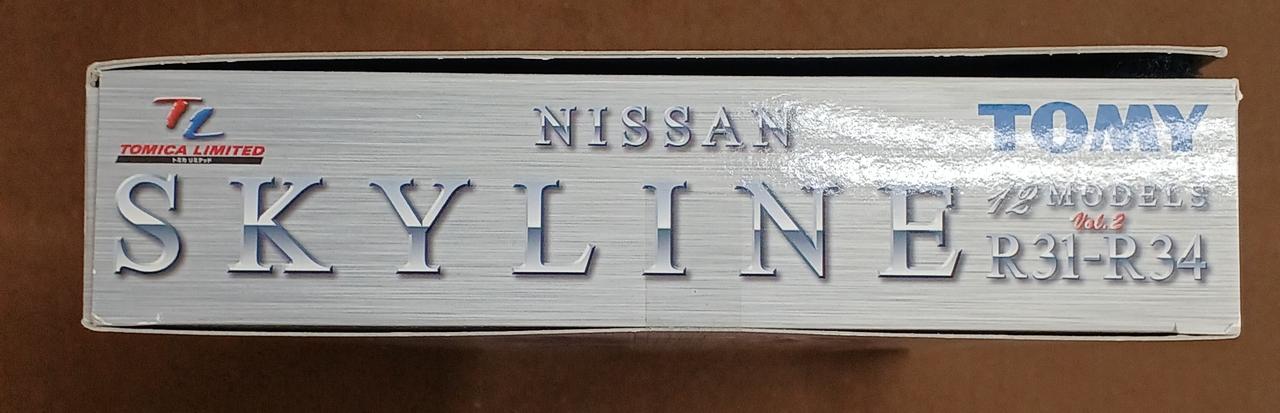 TL
TOMICA LIMITED
トミカ リミテッド
NISSAN
TOMY
SKYLINE
12 MODELS
Vol. 2
R31-R34